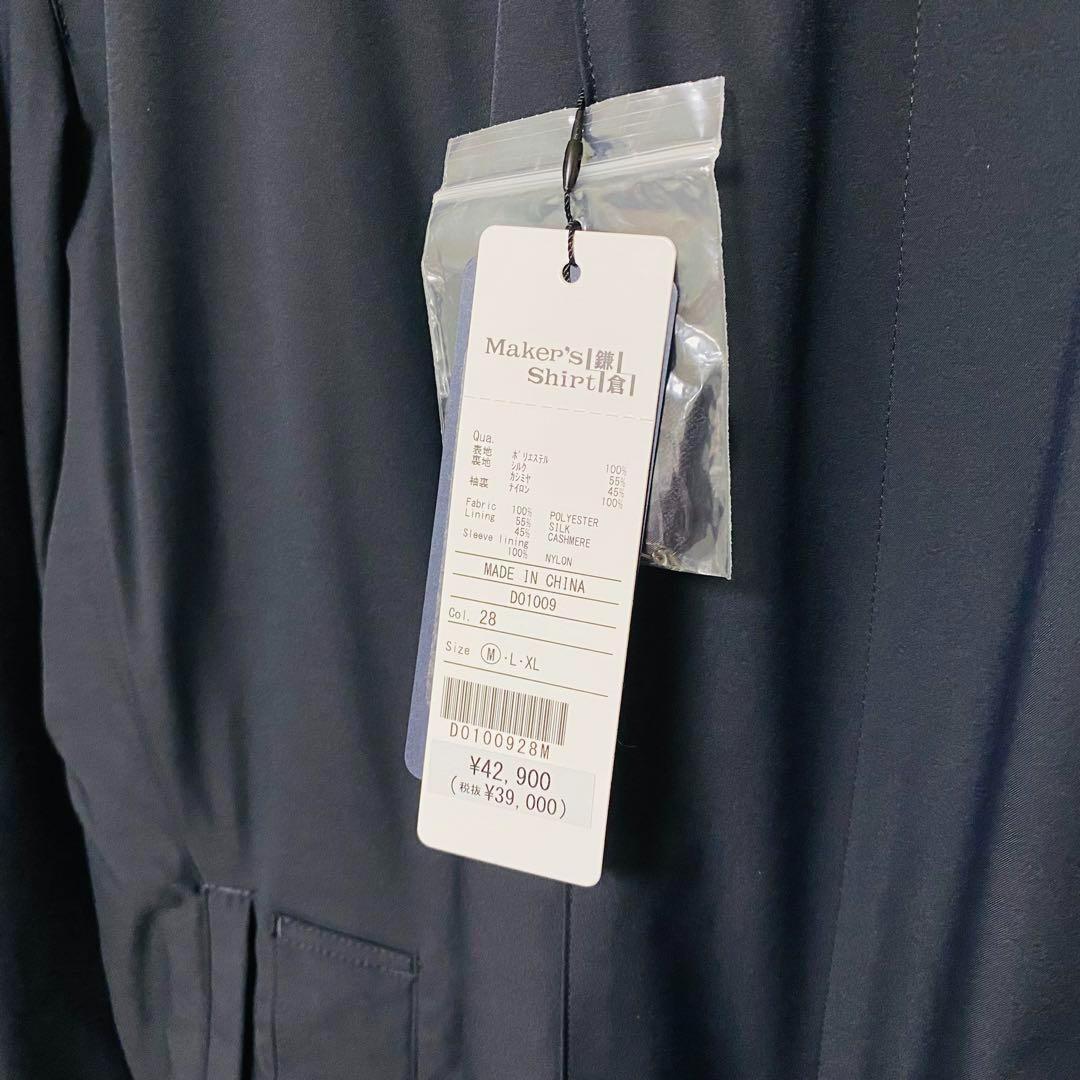 Maker's 鎌
Shirt 倉
Qua.
表地 ポリエステル 100%
裏地 シルク 55%
カシミヤ 45%
袖裏 ナイロン 100%
Fabric 100% POLYESTER
Lining 55% SILK
45% CASHMERE
Sleeve lining
100% NYLON
MADE IN CHINA
D01009
Col. 28
Size M・L・XL
D0100928M
¥42,900
(税抜¥39,000)